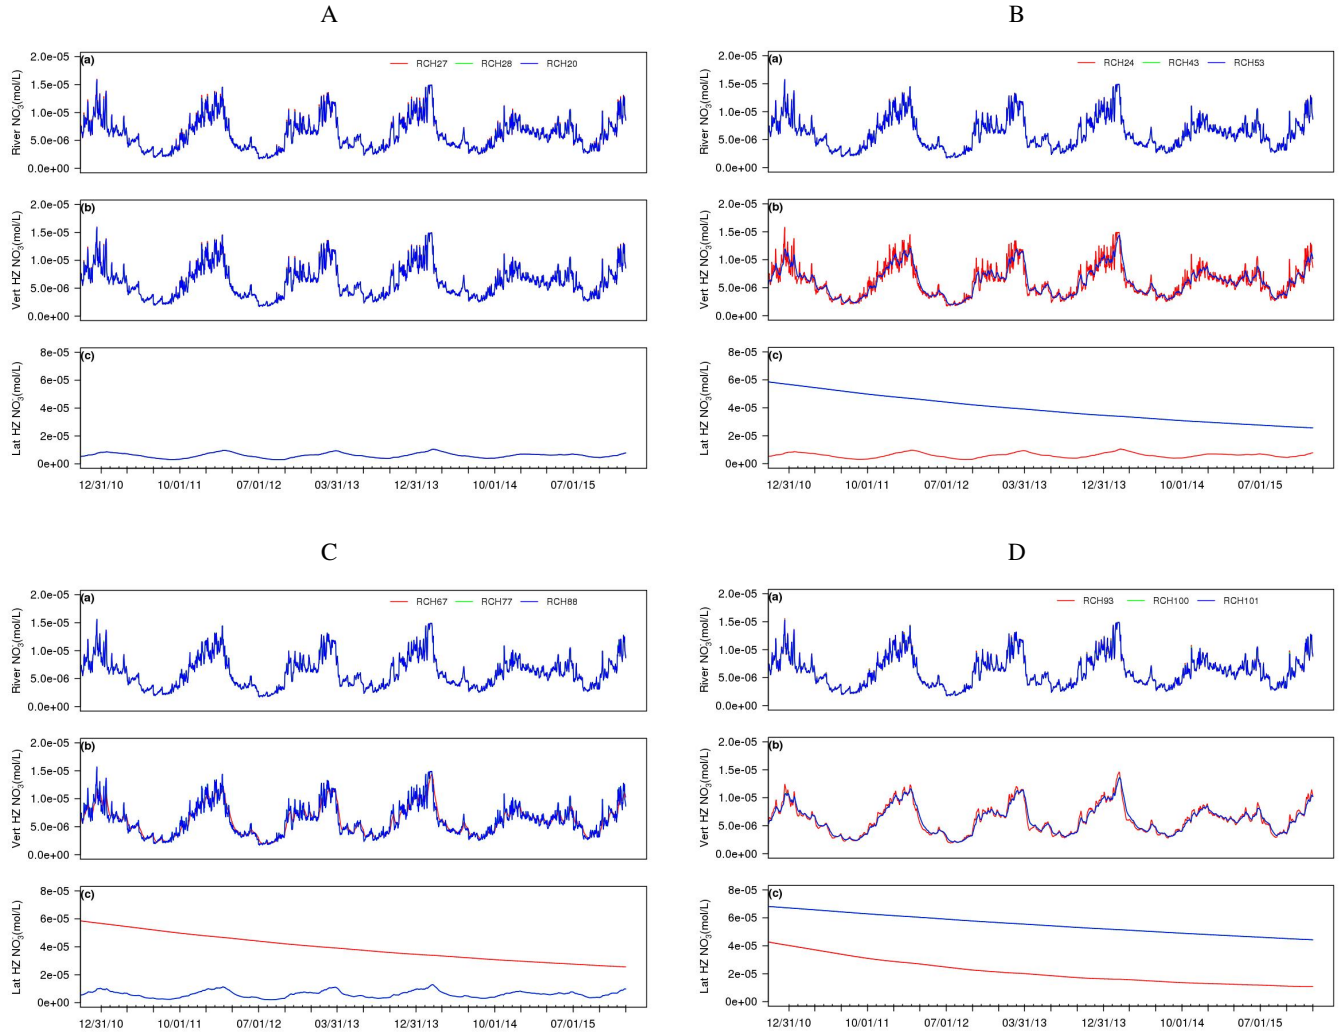 A
(a)
RCH27 RCH28 RCH20
2.0e-05
1.5e-05
1.0e-05
5.0e-06
0.0e+00
River NO₃⁻(mol/L)
(b)
2.0e-05
1.5e-05
1.0e-05
5.0e-06
0.0e+00
Vert HZ NO₃⁻(mol/L)
(c)
8e-05
6e-05
4e-05
2e-05
0e+00
Lat HZ NO₃⁻(mol/L)
12/31/10 10/01/11 07/01/12 03/31/13 12/31/13 10/01/14 07/01/15
B
(a)
RCH24 RCH43 RCH53
2.0e-05
1.5e-05
1.0e-05
5.0e-06
0.0e+00
River NO₃⁻(mol/L)
(b)
2.0e-05
1.5e-05
1.0e-05
5.0e-06
0.0e+00
Vert HZ NO₃⁻(mol/L)
(c)
8e-05
6e-05
4e-05
2e-05
0e+00
Lat HZ NO₃⁻(mol/L)
12/31/10 10/01/11 07/01/12 03/31/13 12/31/13 10/01/14 07/01/15
C
(a)
RCH67 RCH77 RCH88
2.0e-05
1.5e-05
1.0e-05
5.0e-06
0.0e+00
River NO₃⁻(mol/L)
(b)
2.0e-05
1.5e-05
1.0e-05
5.0e-06
0.0e+00
Vert HZ NO₃⁻(mol/L)
(c)
8e-05
6e-05
4e-05
2e-05
0e+00
Lat HZ NO₃⁻(mol/L)
12/31/10 10/01/11 07/01/12 03/31/13 12/31/13 10/01/14 07/01/15
D
(a)
RCH93 RCH100 RCH101
2.0e-05
1.5e-05
1.0e-05
5.0e-06
0.0e+00
River NO₃⁻(mol/L)
(b)
2.0e-05
1.5e-05
1.0e-05
5.0e-06
0.0e+00
Vert HZ NO₃⁻(mol/L)
(c)
8e-05
6e-05
4e-05
2e-05
0e+00
Lat HZ NO₃⁻(mol/L)
12/31/10 10/01/11 07/01/12 03/31/13 12/31/13 10/01/14 07/01/15